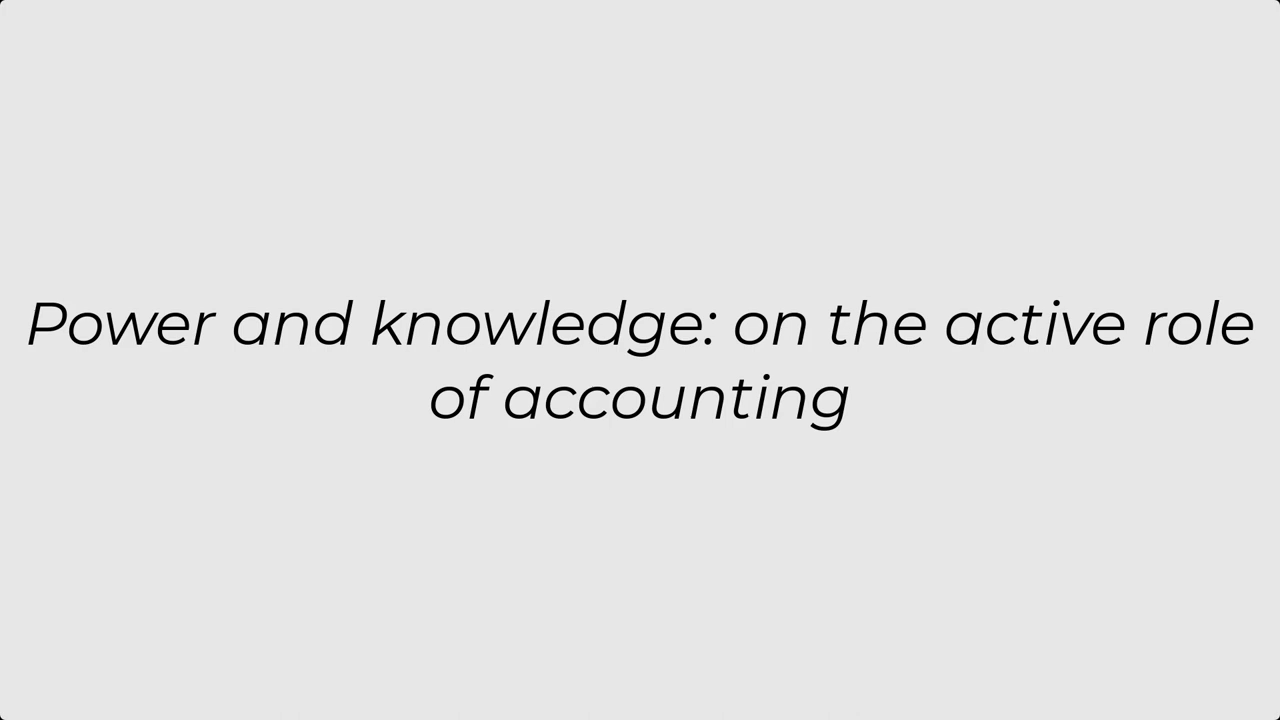 Power and knowledge: on the active role
of accounting